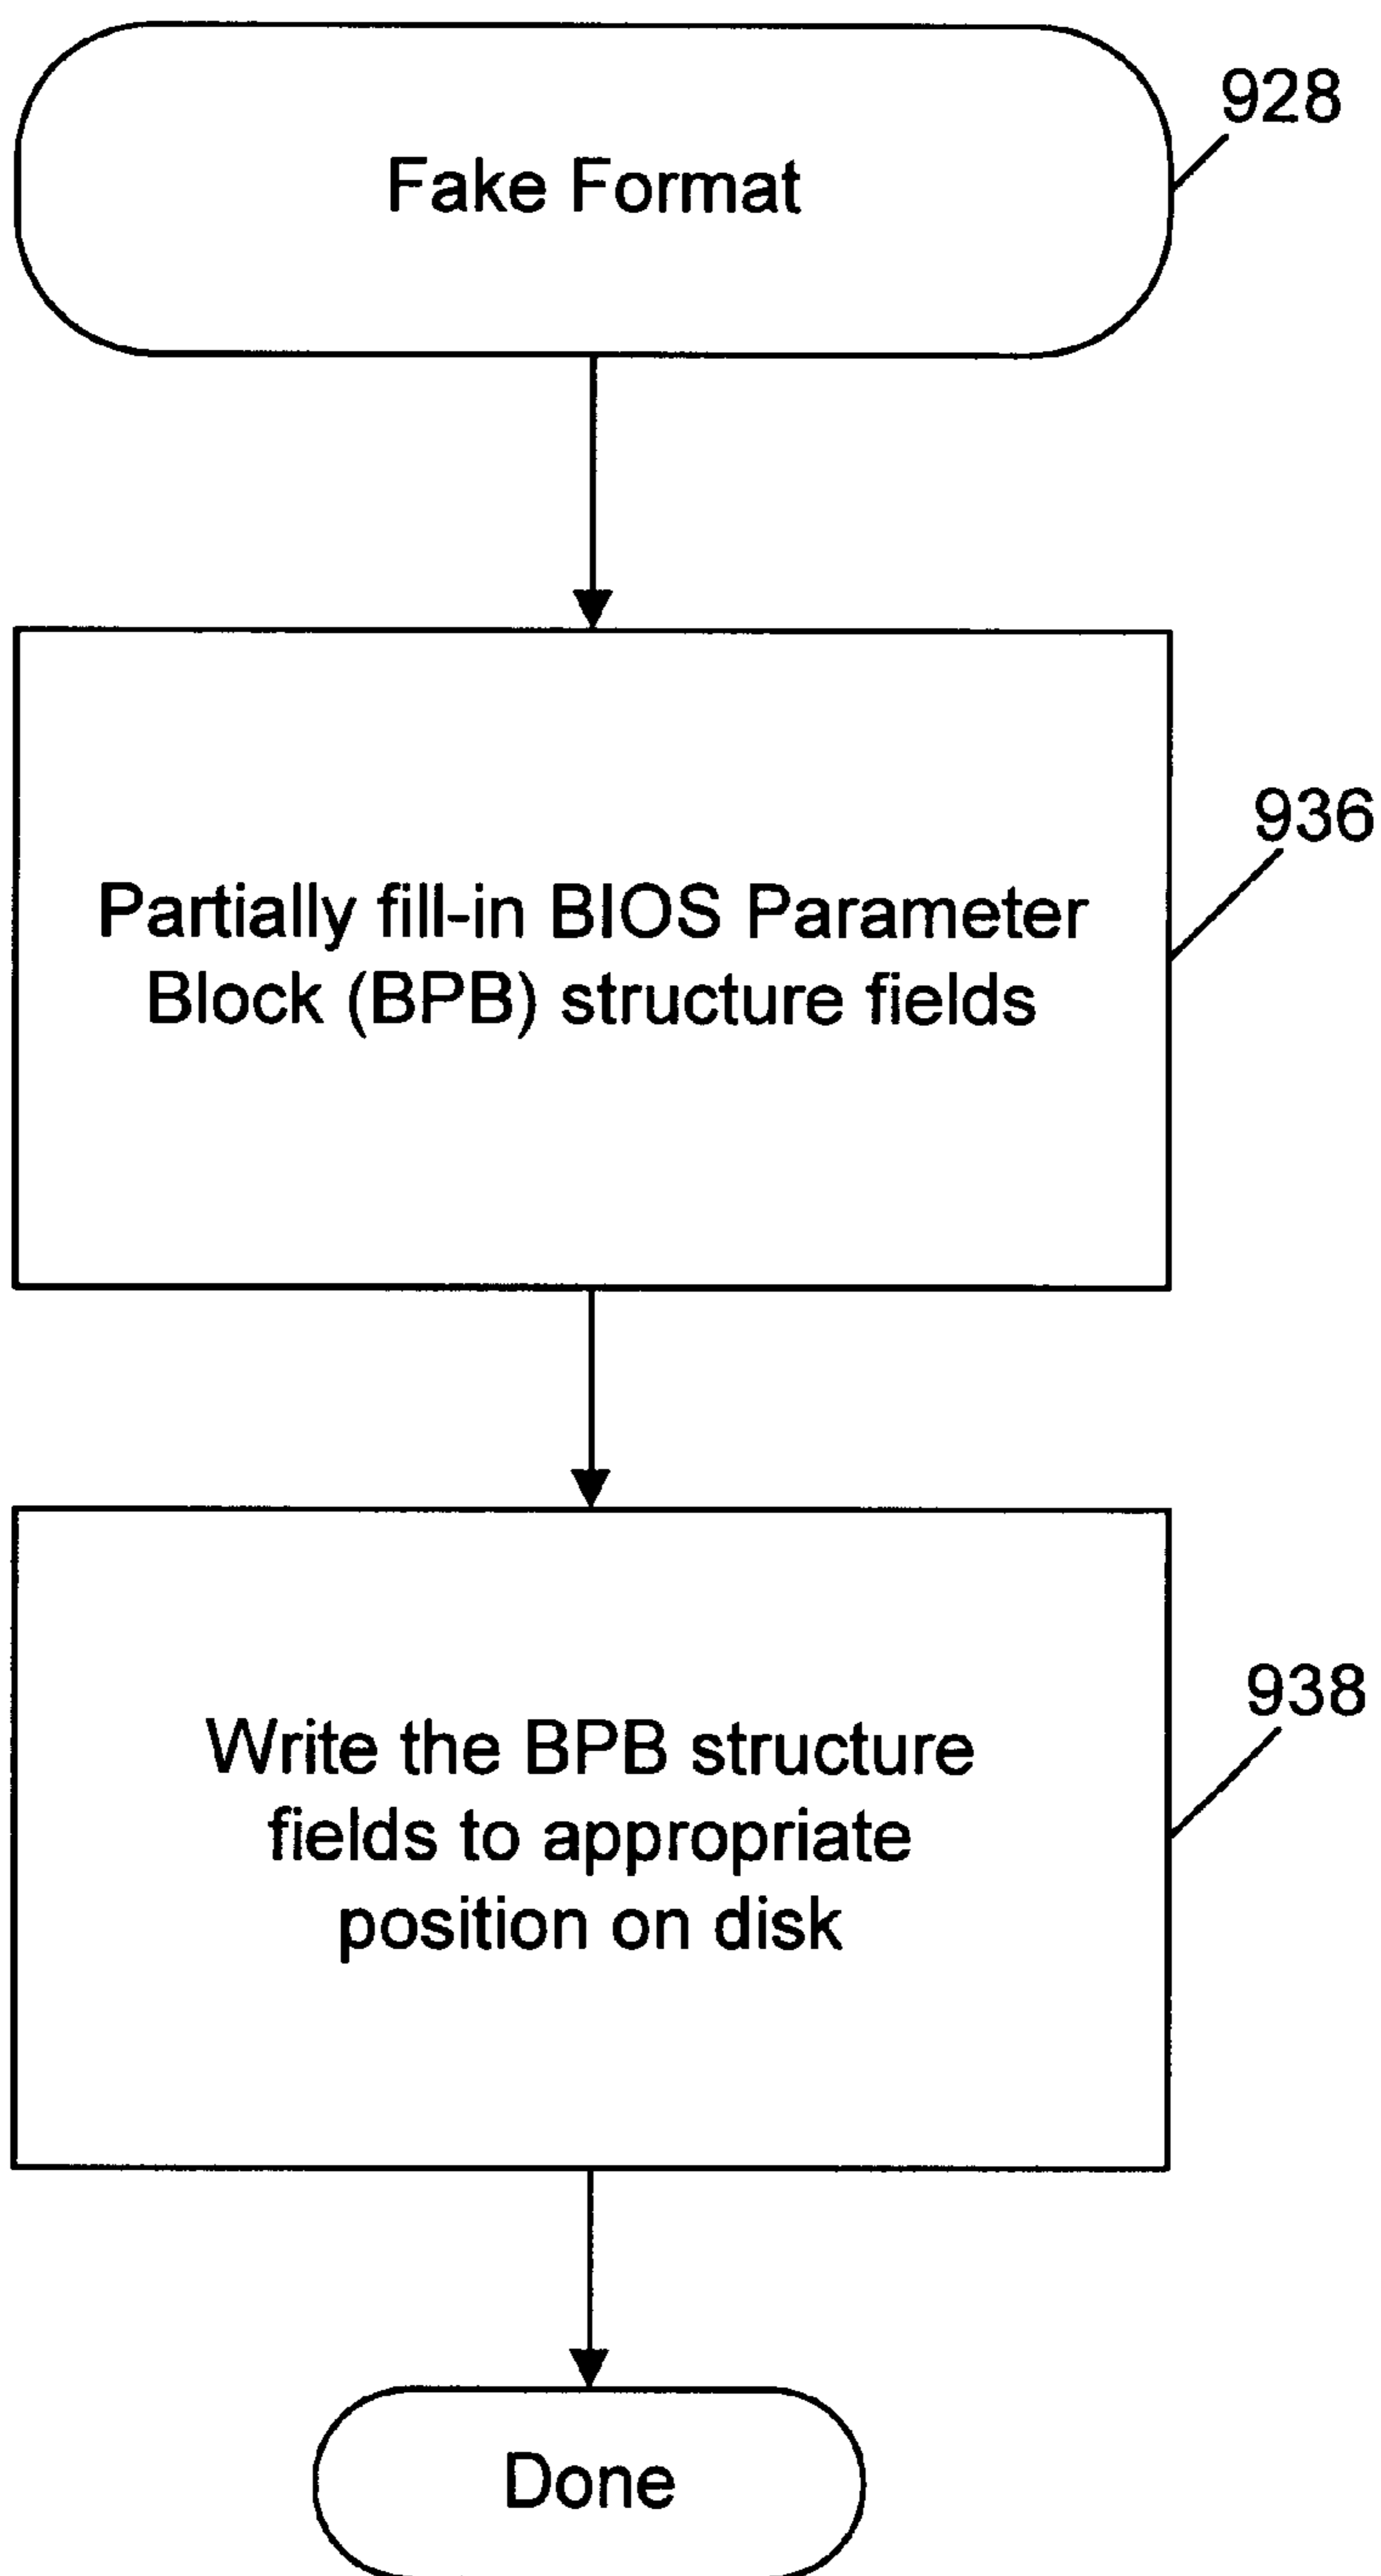 928
Fake Format
936
Partially fill-in BIOS Parameter
Block (BPB) structure fields
938
Write the BPB structure
fields to appropriate
position on disk
Done